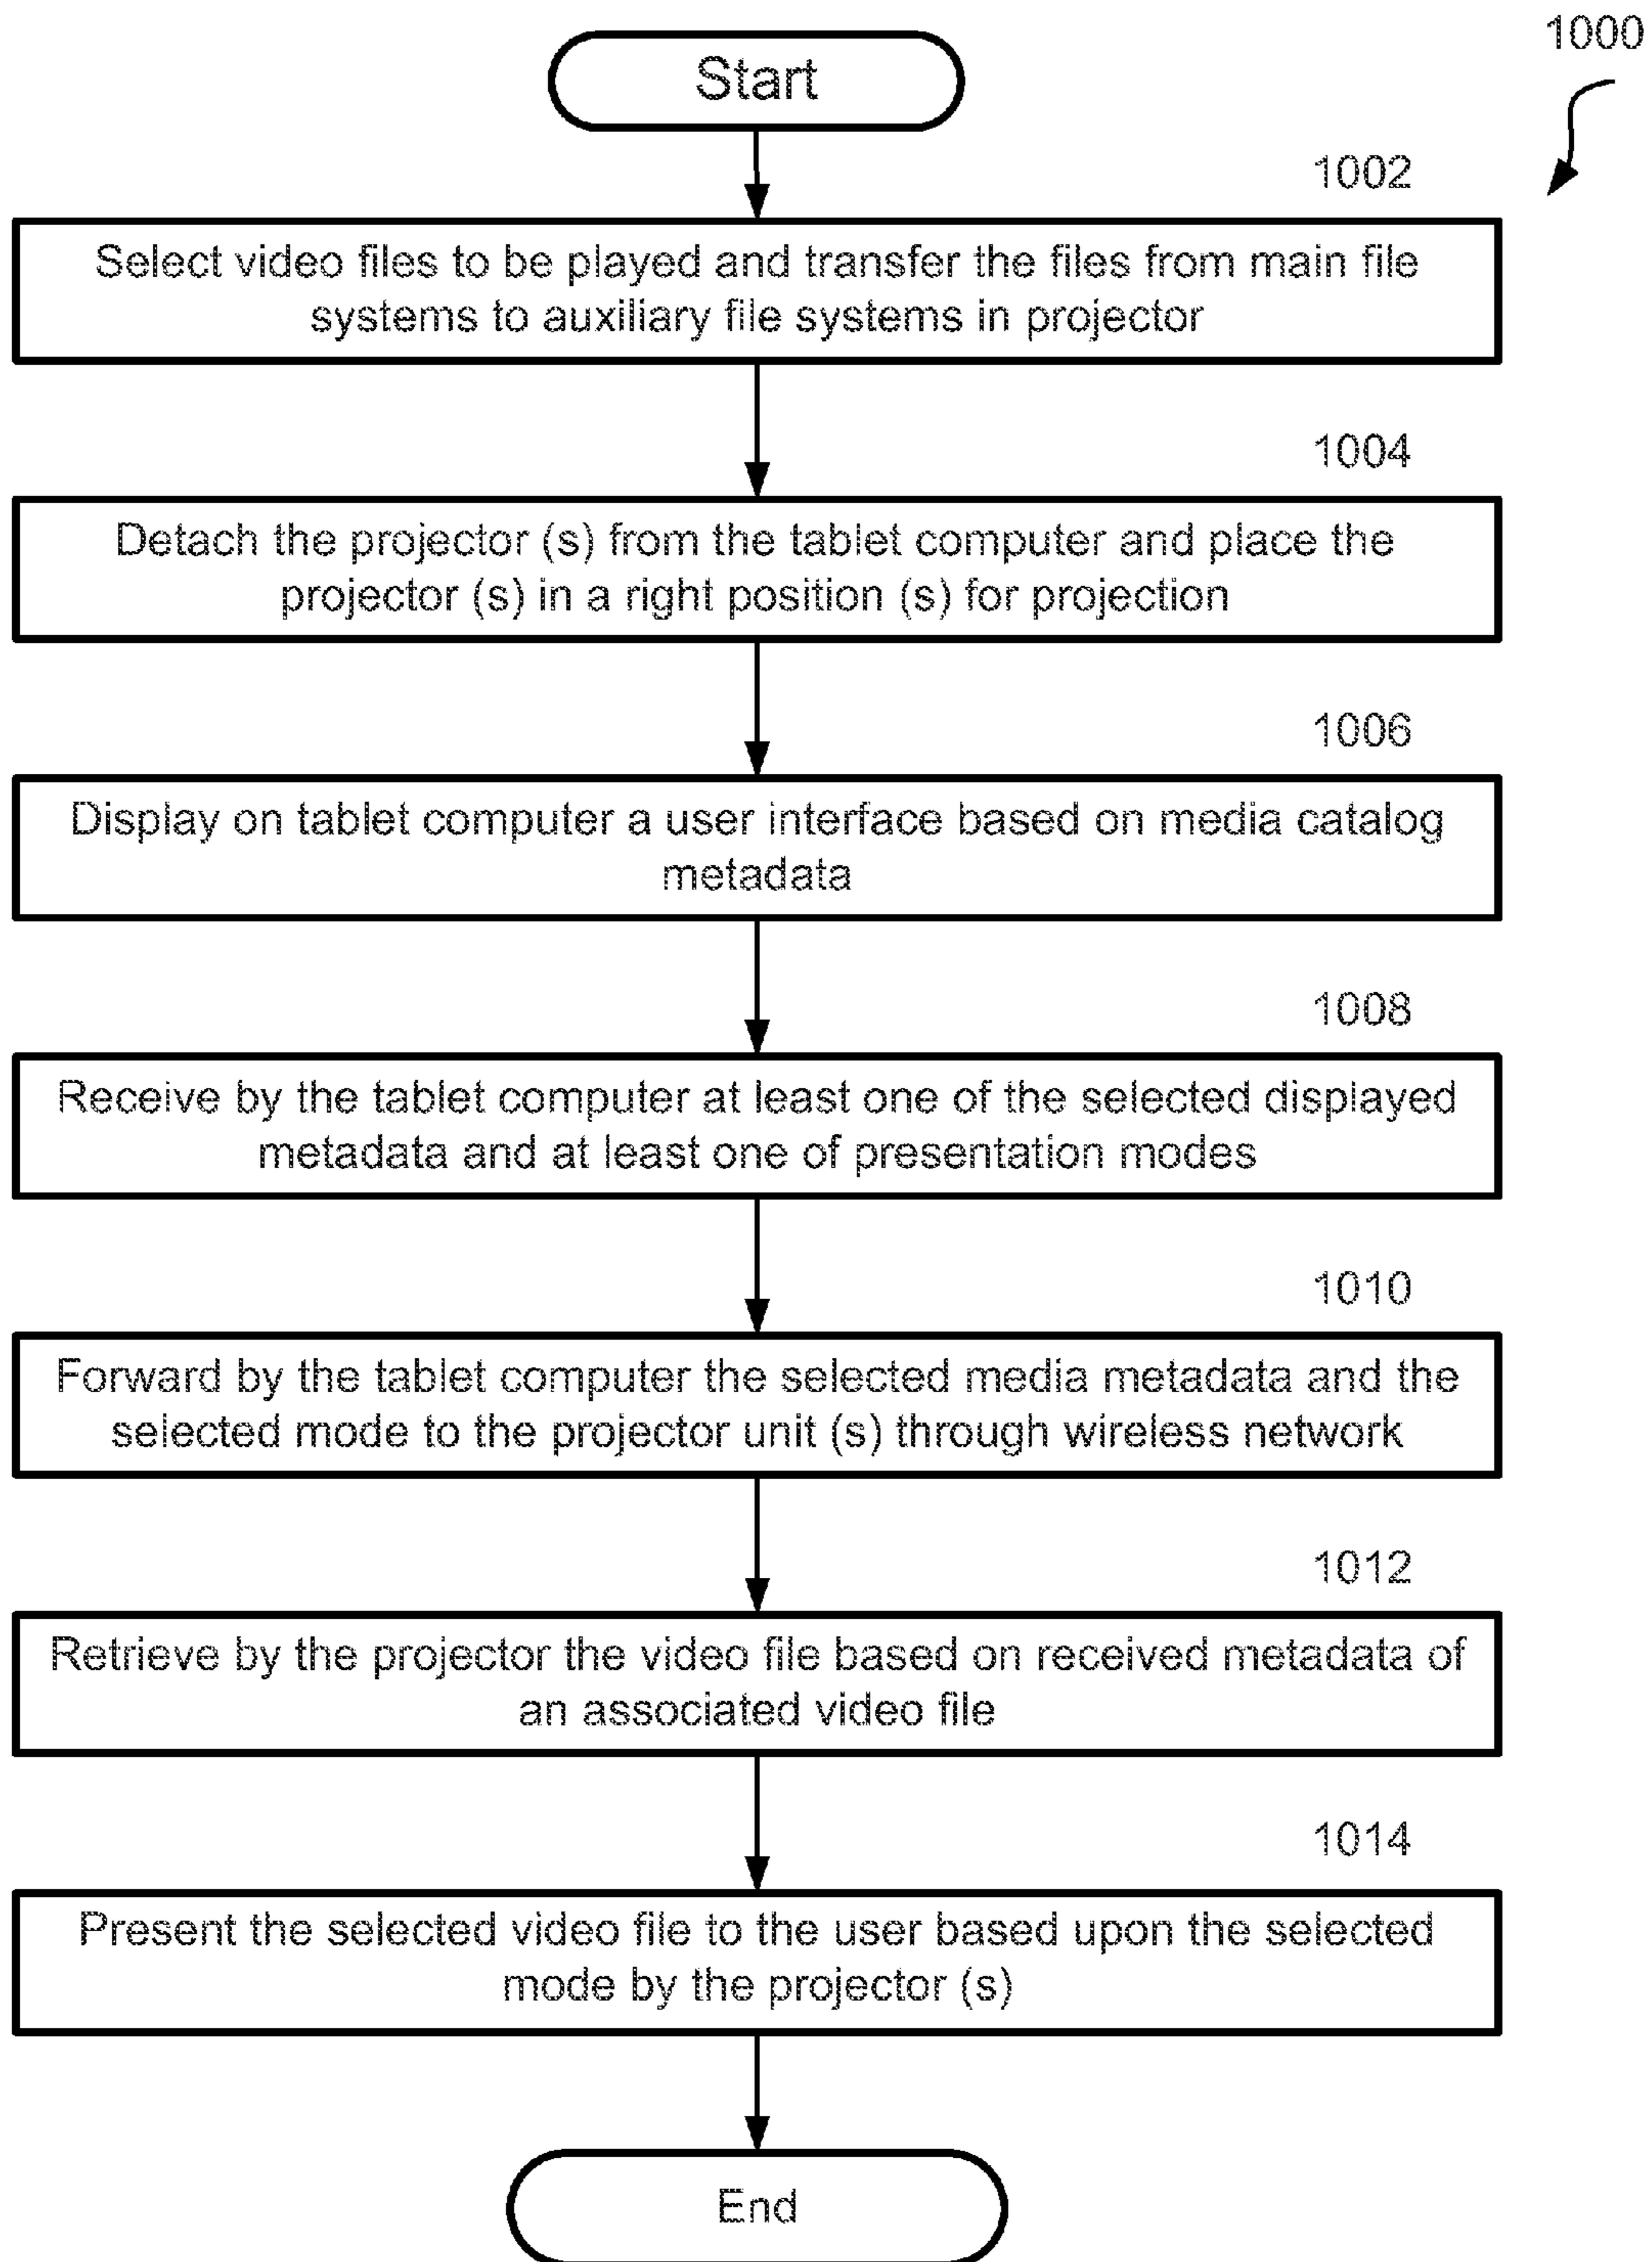 1000
Start
1002
Select video files to be played and transfer the files from main file
systems to auxiliary file systems in projector
1004
Detach the projector (s) from the tablet computer and place the
projector (s) in a right position (s) for projection
1006
Display on tablet computer a user interface based on media catalog
metadata
1008
Receive by the tablet computer at least one of the selected displayed
metadata and at least one of presentation modes
1010
Forward by the tablet computer the selected media metadata and the
selected mode to the projector unit (s) through wireless network
1012
Retrieve by the projector the video file based on received metadata of
an associated video file
1014
Present the selected video file to the user based upon the selected
mode by the projector (s)
End